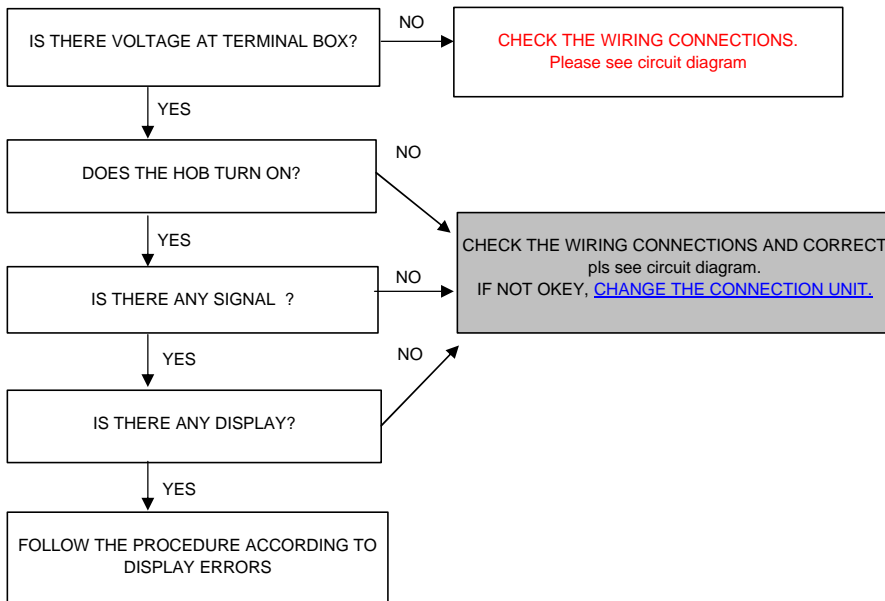 IS THERE VOLTAGE AT TERMINAL BOX?
NO
CHECK THE WIRING CONNECTIONS.
Please see circuit diagram
YES
DOES THE HOB TURN ON?
NO
YES
CHECK THE WIRING CONNECTIONS AND CORRECT
pls see circuit diagram.
IF NOT OKEY, CHANGE THE CONNECTION UNIT.
IS THERE ANY SIGNAL ?
NO
YES
NO
IS THERE ANY DISPLAY?
YES
FOLLOW THE PROCEDURE ACCORDING TO
DISPLAY ERRORS